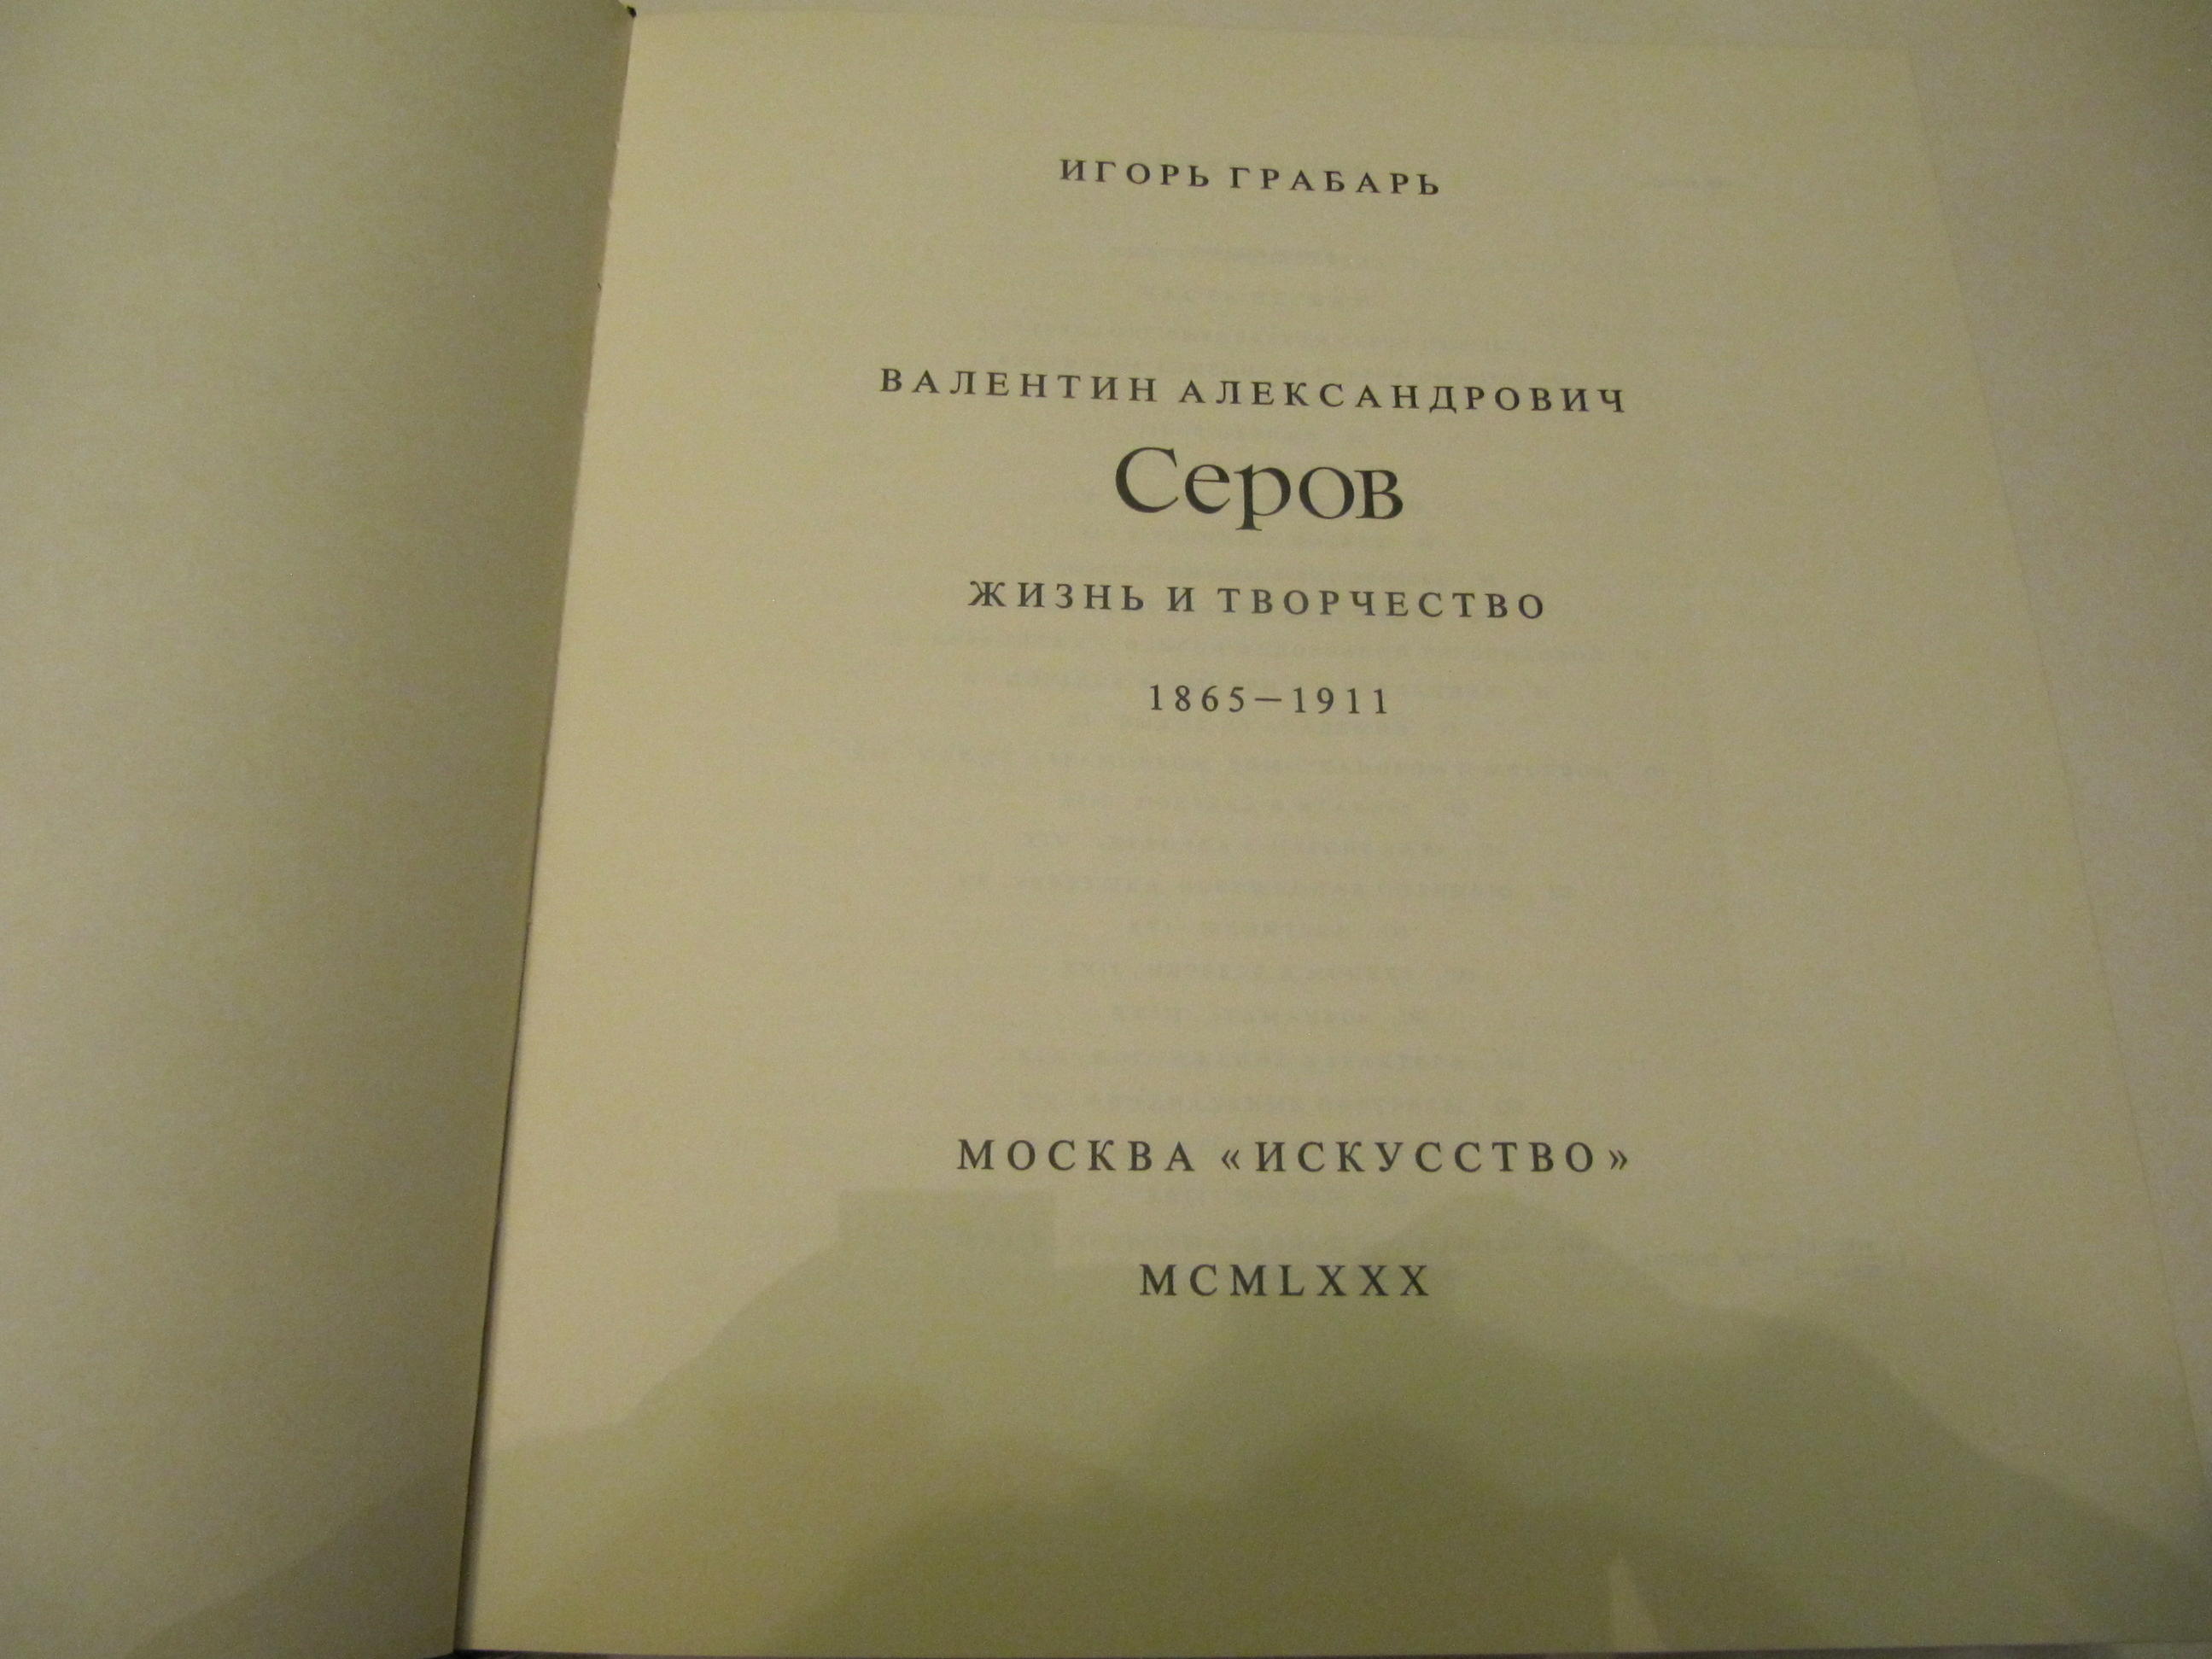 ИГОРЬ ГРАБАРЬ
ВАЛЕНТИН АЛЕКСАНДРОВИЧ
Серов
ЖИЗНЬ И ТВОРЧЕСТВО
1865—1911
МОСКВА «ИСКУССТВО»
MCMLXXX